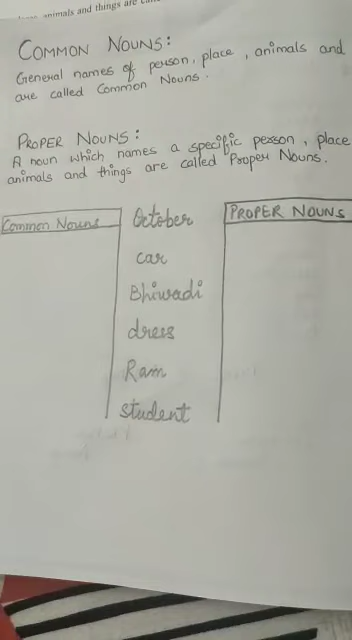 animals and things are
COMMON NOUNS:
General names of person, place, animals and
are called Common Nouns.
PROPER NOUNS:
A noun which names a specific person, place
animals and things are called Proper Nouns.
Common Nouns October PROPER NOUNS
car
Bhiwadi
dress
Ram
student